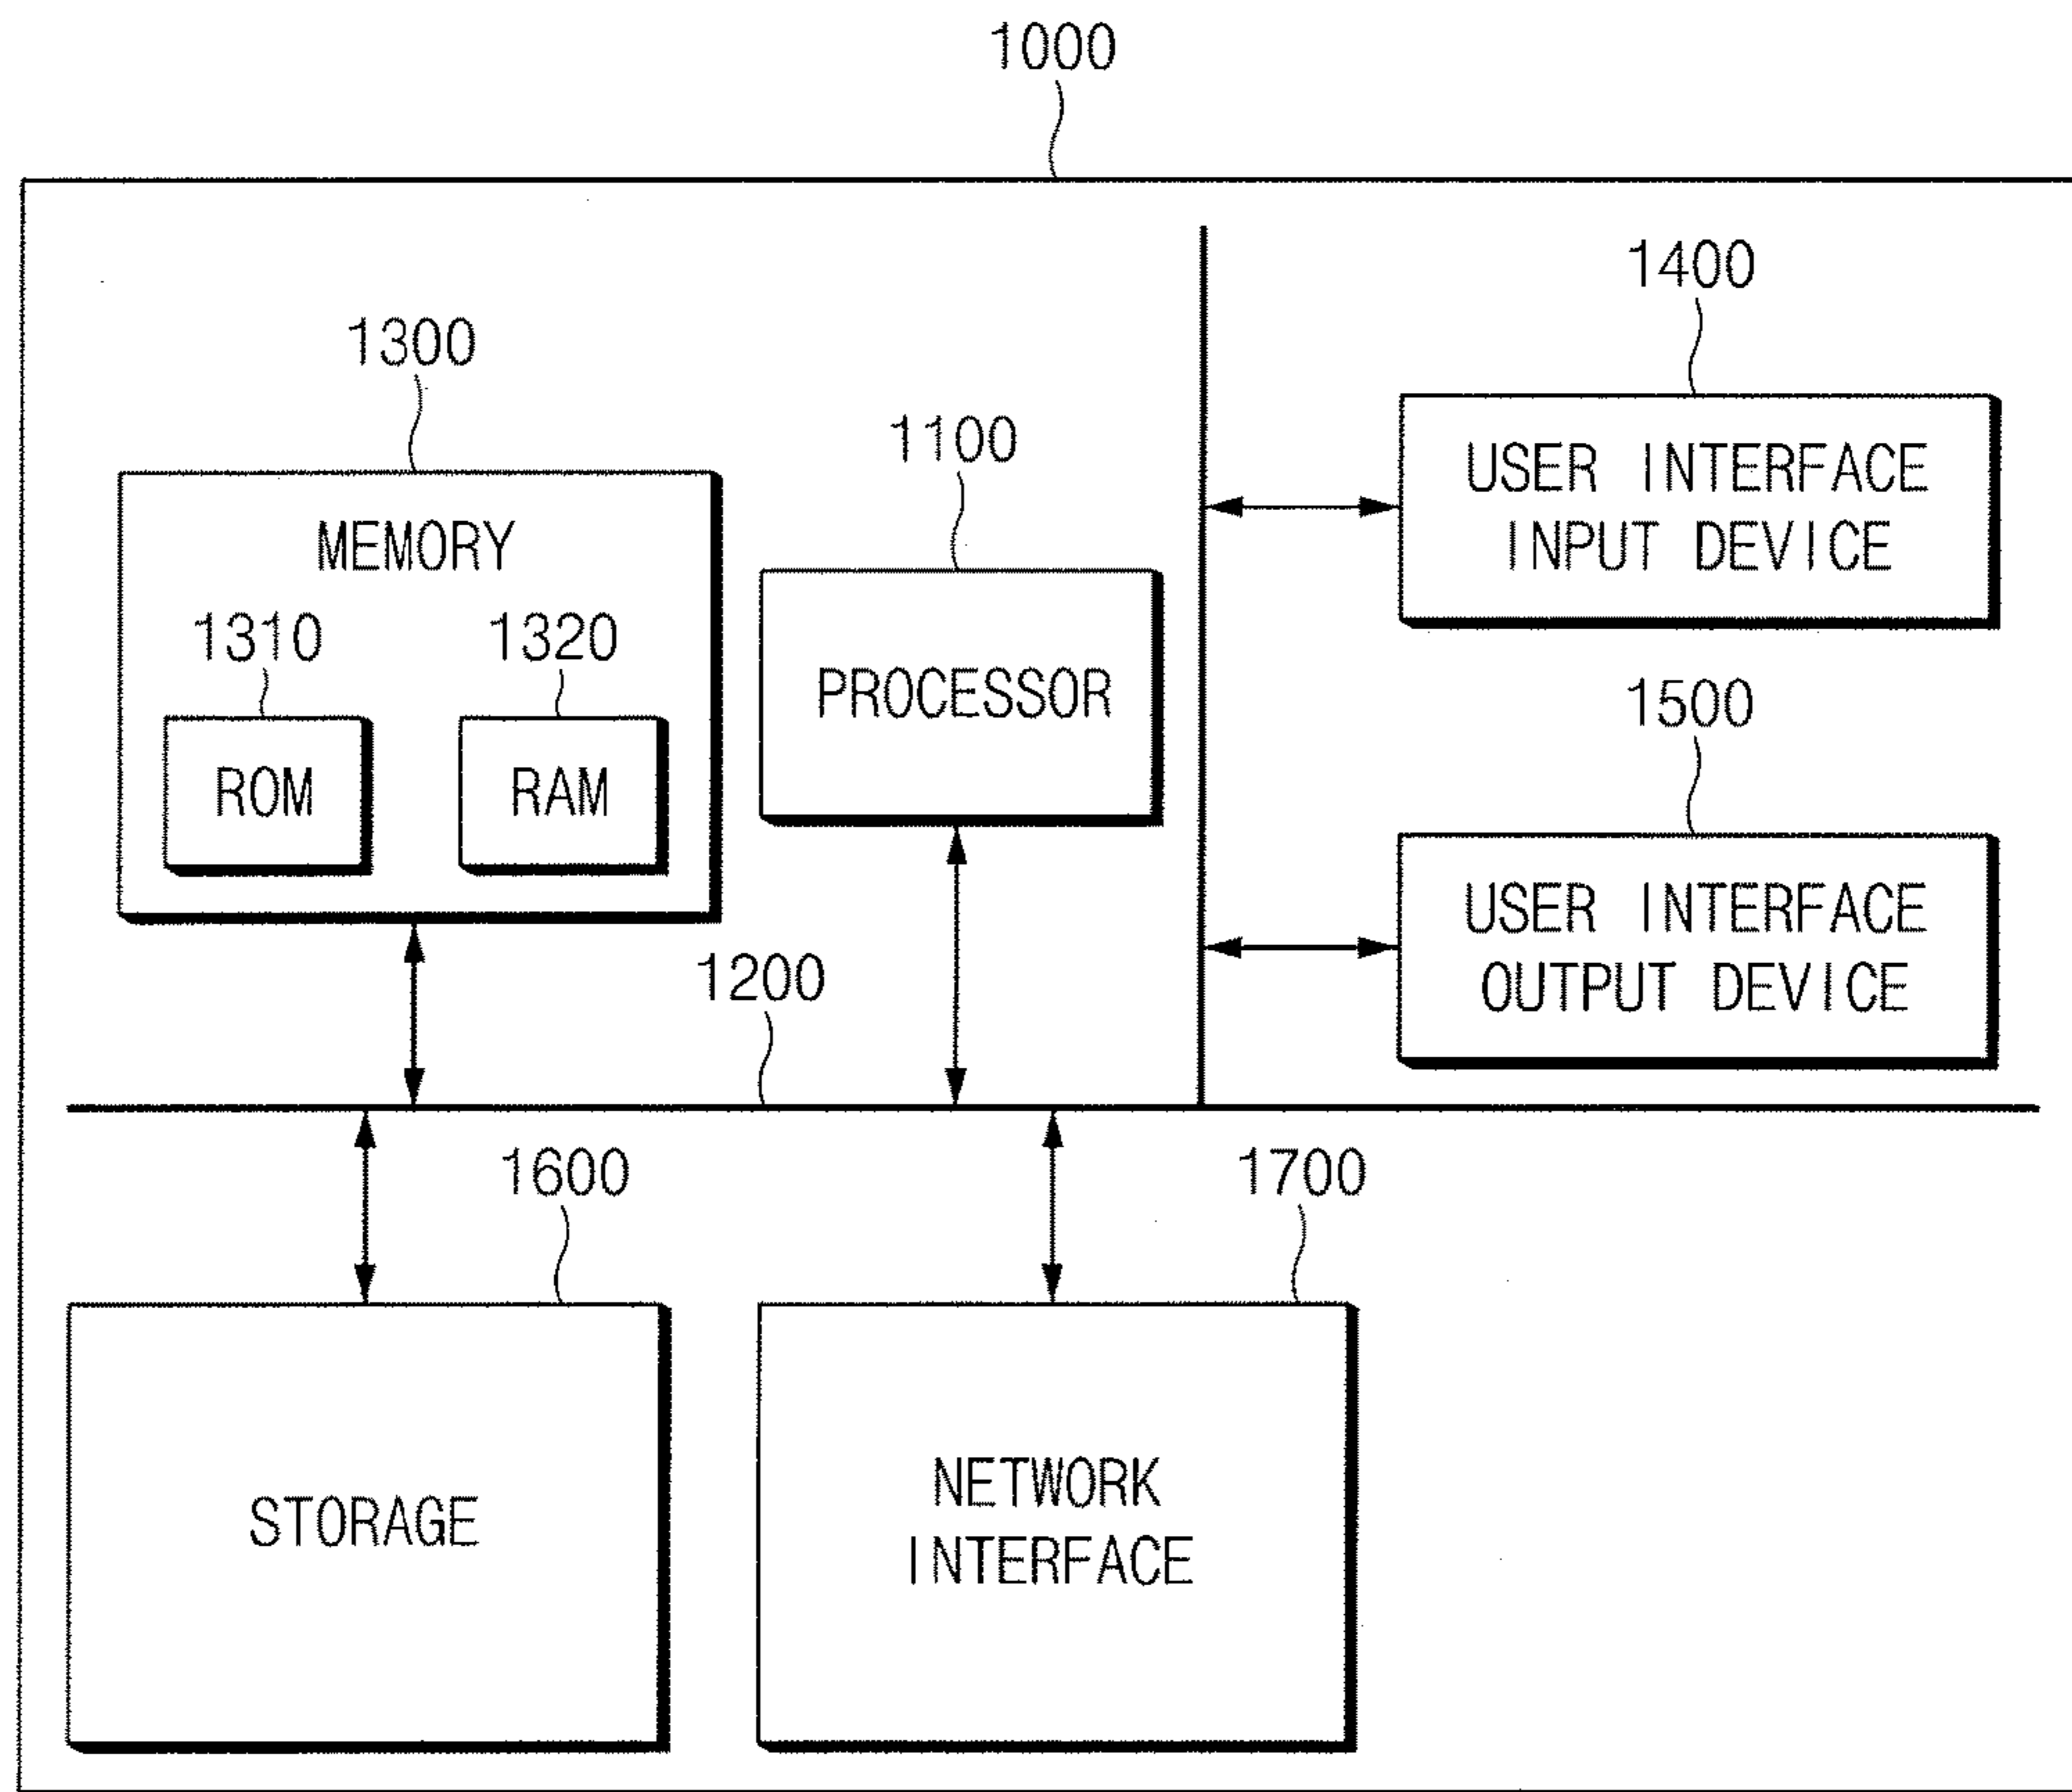 1000
1300
MEMORY
1310
1320
ROM
RAM
1100
PROCESSOR
1400
USER INTERFACE
INPUT DEVICE
1500
USER INTERFACE
OUTPUT DEVICE
1200
1600
STORAGE
1700
NETWORK
INTERFACE